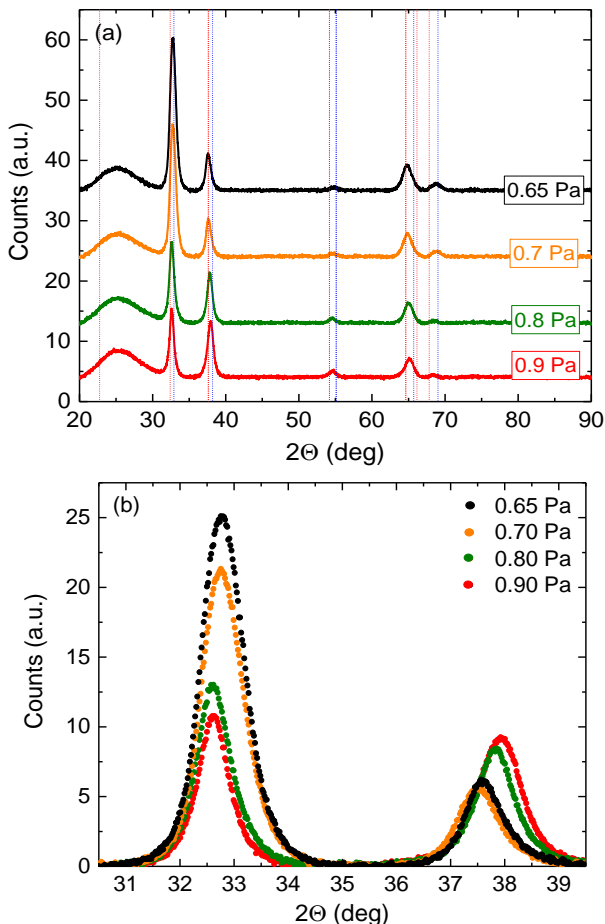 (a)
60
50
40
30
20
10
0
Counts (a.u.)
0.65 Pa
0.7 Pa
0.8 Pa
0.9 Pa
20 30 40 50 60 70 80 90
2Θ (deg)
(b)
25
20
15
10
5
0
Counts (a.u.)
0.65 Pa
0.70 Pa
0.80 Pa
0.90 Pa
31 32 33 34 35 36 37 38 39
2Θ (deg)